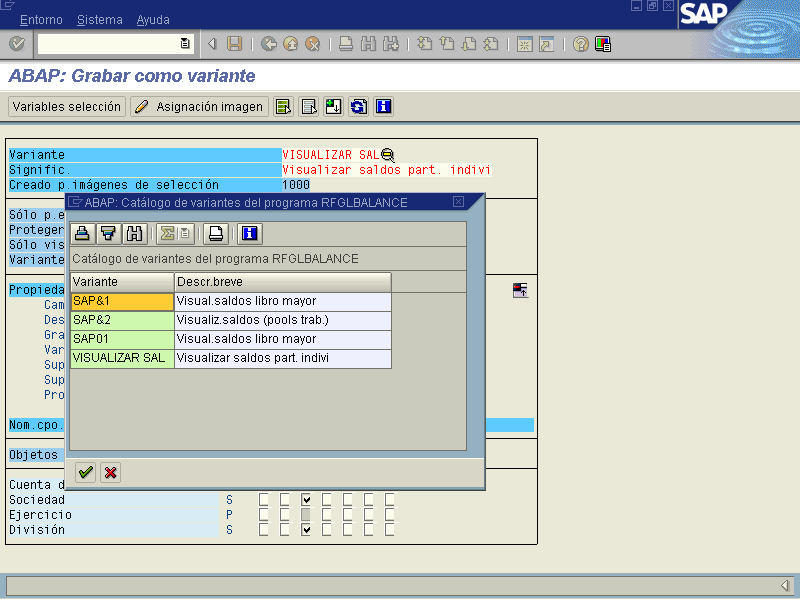 Entorno Sistema Ayuda
SAP
ABAP: Grabar como variante
Variables selección Asignación imagen
Variante VISUALIZAR SAL
Signific. Visualizar saldos part. indivi
Creado p.imágenes de selección 1000
ABAP: Catálogo de variantes del programa RFGLBALANCE
Sólo p.e
Proteger
Sólo vis
Variante
Catálogo de variantes del programa RFGLBALANCE
Variante Descr.breve
SAP&1 Visual.saldos libro mayor
SAP&2 Visualiz.saldos (pools trab.)
SAP01 Visual.saldos libro mayor
VISUALIZAR SAL Visualizar saldos part. indivi
Propieda
Cam
Des
Gra
Var
Sup
Sup
Pro
Nom.cpo.
Objetos
Cuenta d
Sociedad S
Ejercicio P
División S